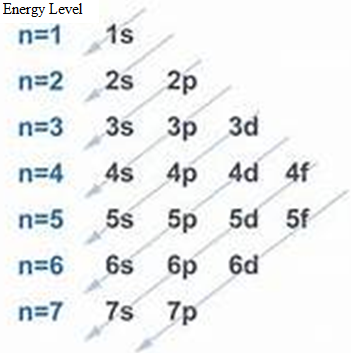 Energy Level
n=1 1s
n=2 2s 2p
n=3 3s 3p 3d
n=4 4s 4p 4d 4f
n=5 5s 5p 5d 5f
n=6 6s 6p 6d
n=7 7s 7p